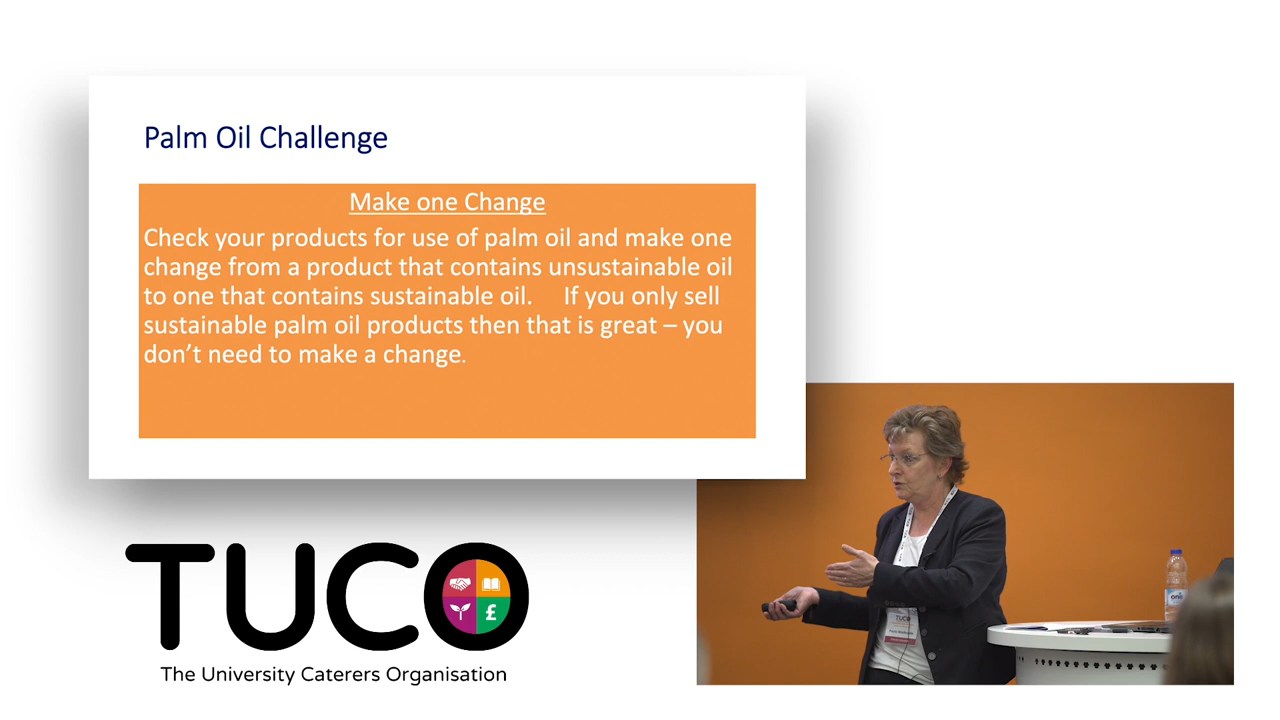 Palm Oil Challenge
Make one Change
Check your products for use of palm oil and make one
change from a product that contains unsustainable oil
to one that contains sustainable oil. If you only sell
sustainable palm oil products then that is great – you
don’t need to make a change.
TUCO
£
The University Caterers Organisation
TUCO
one